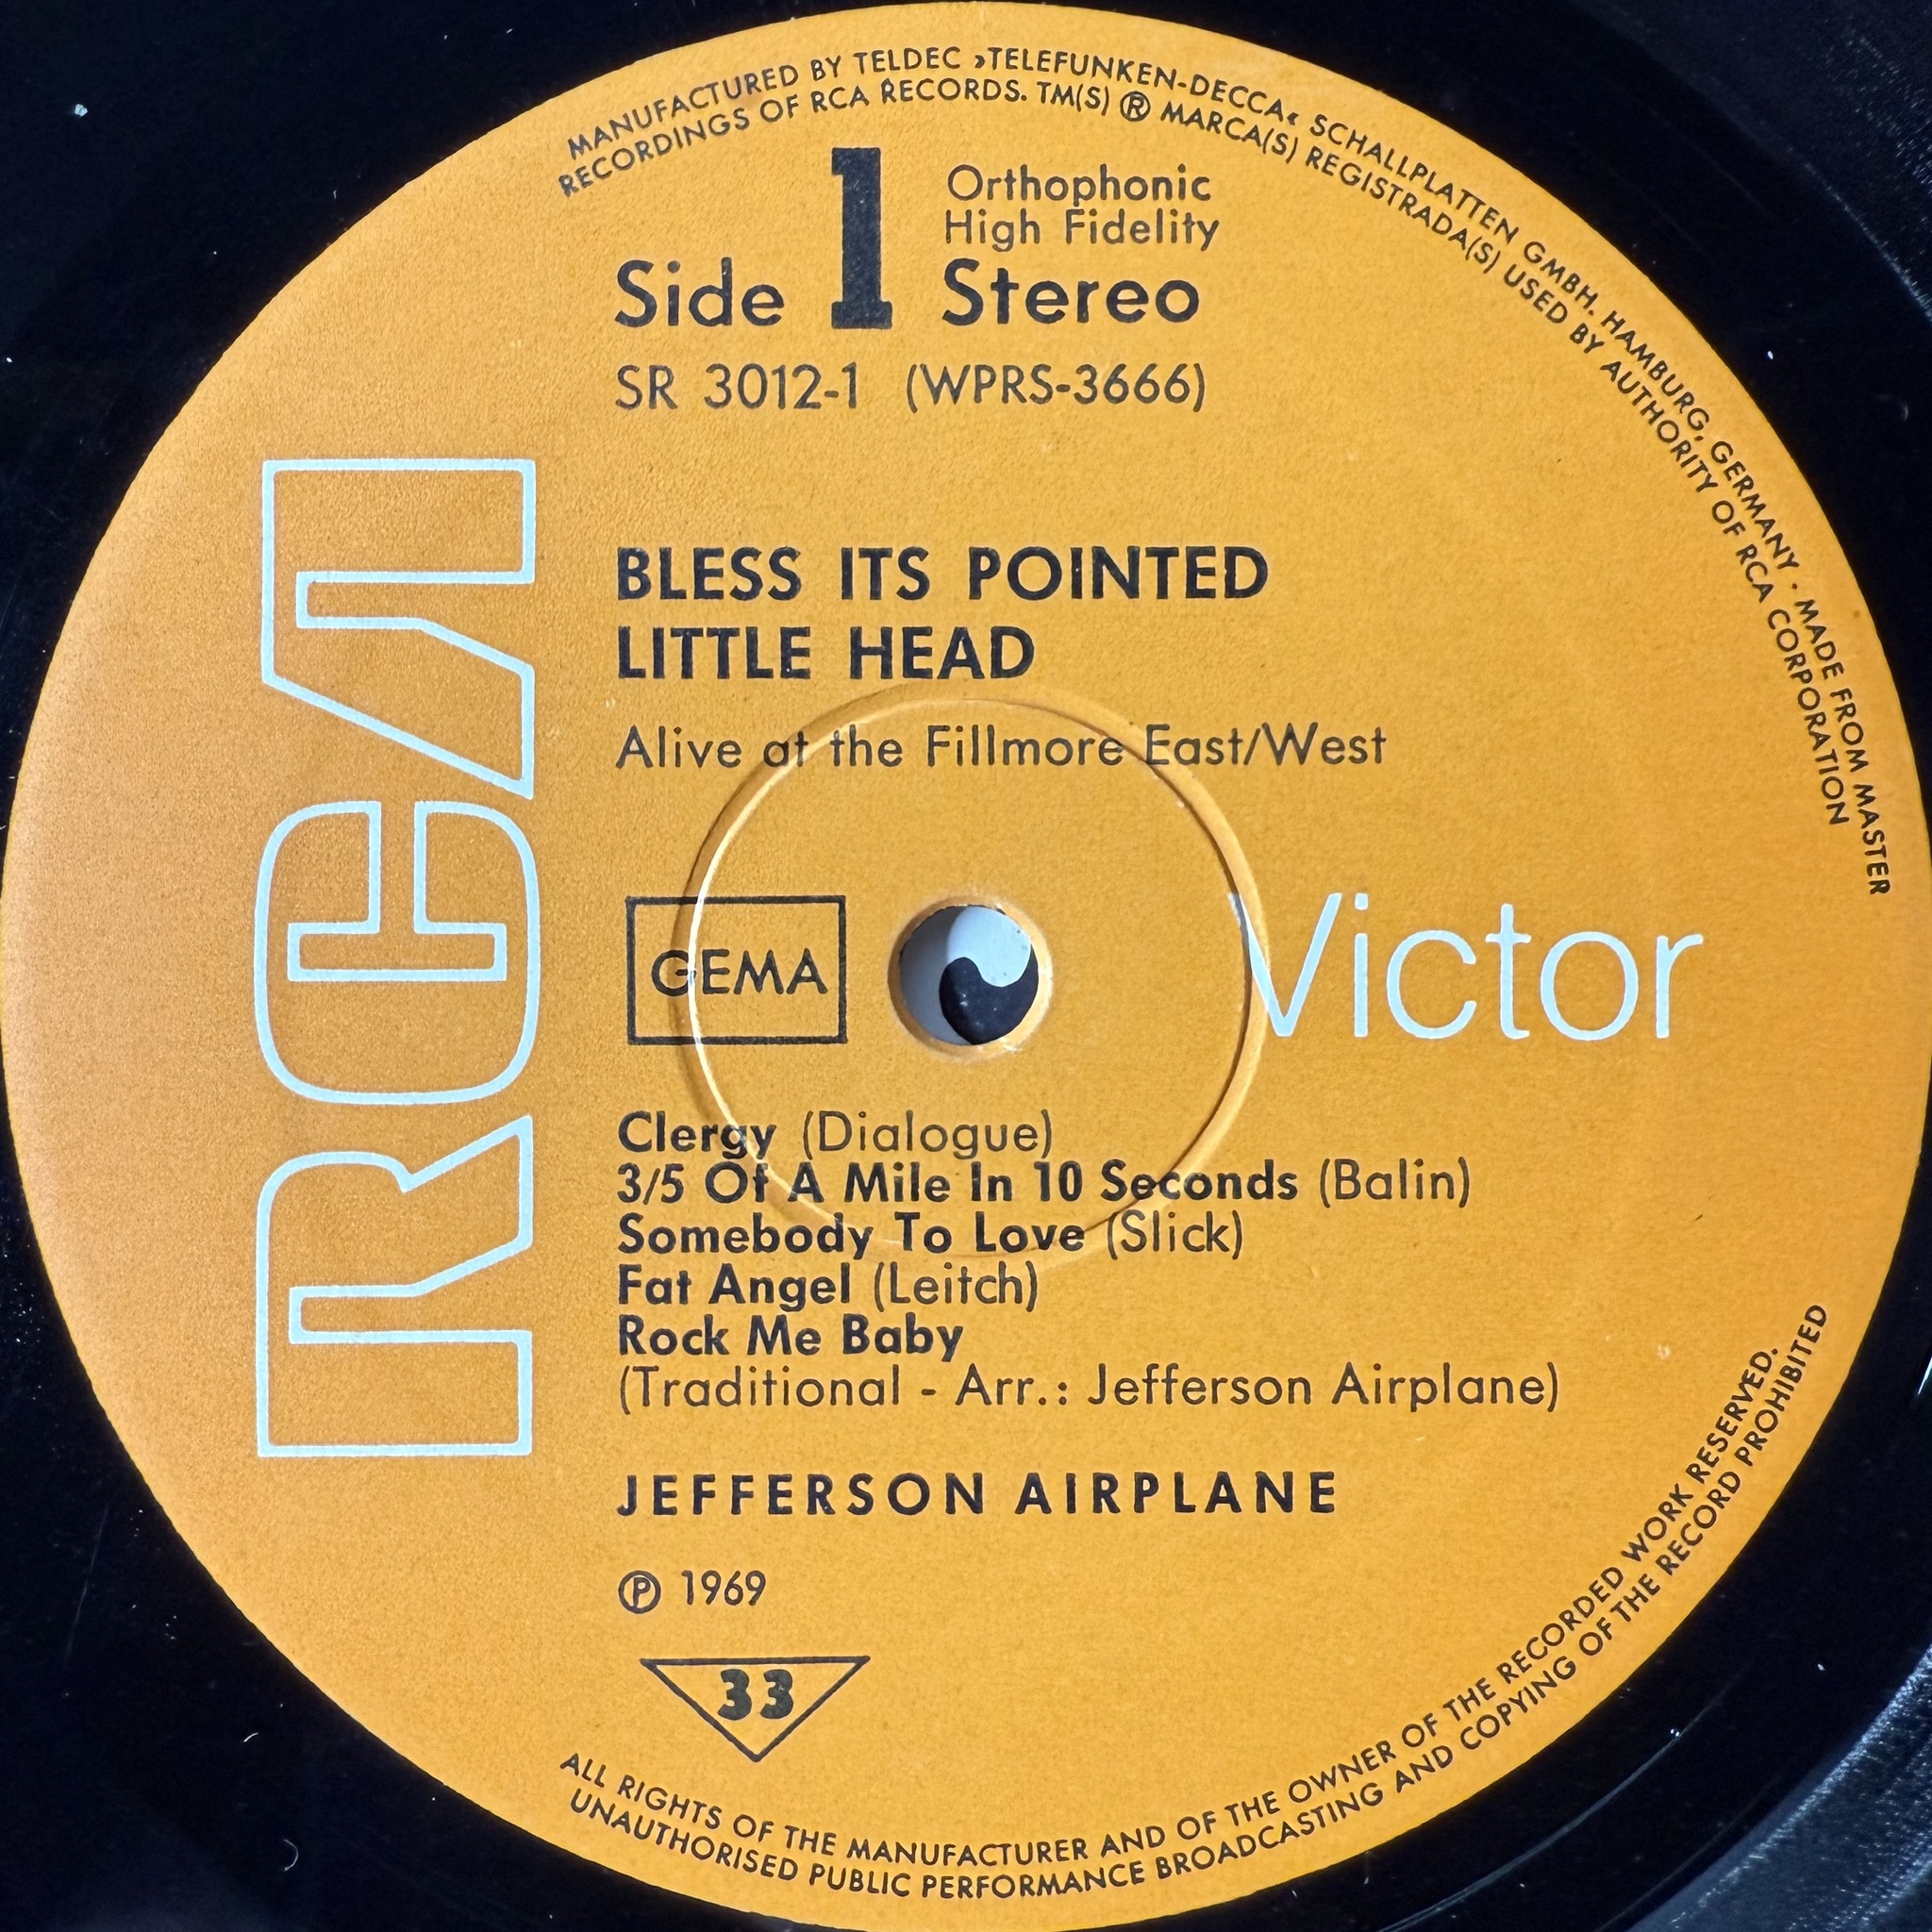 MANUFACTURED BY TELDEC »TELEFUNKEN-DECCA« SCHALLPLATTEN GMBH. HAMBURG, GERMANY · MADE FROM MASTER
RECORDINGS OF RCA RECORDS. TM(S) ® MARCA(S) REGISTRADA(S) USED BY AUTHORITY OF RCA CORPORATION
Side 1
Orthophonic
High Fidelity
Stereo
SR 3012-1 (WPRS-3666)
RCA
BLESS ITS POINTED
LITTLE HEAD
Alive at the Fillmore East/West
GEMA
Victor
Clergy (Dialogue)
3/5 Of A Mile In 10 Seconds (Balin)
Somebody To Love (Slick)
Fat Angel (Leitch)
Rock Me Baby
(Traditional - Arr.: Jefferson Airplane)
JEFFERSON AIRPLANE
℗ 1969
33
ALL RIGHTS OF THE MANUFACTURER AND OF THE OWNER OF THE RECORDED WORK RESERVED.
UNAUTHORISED PUBLIC PERFORMANCE BROADCASTING AND COPYING OF THE RECORD PROHIBITED